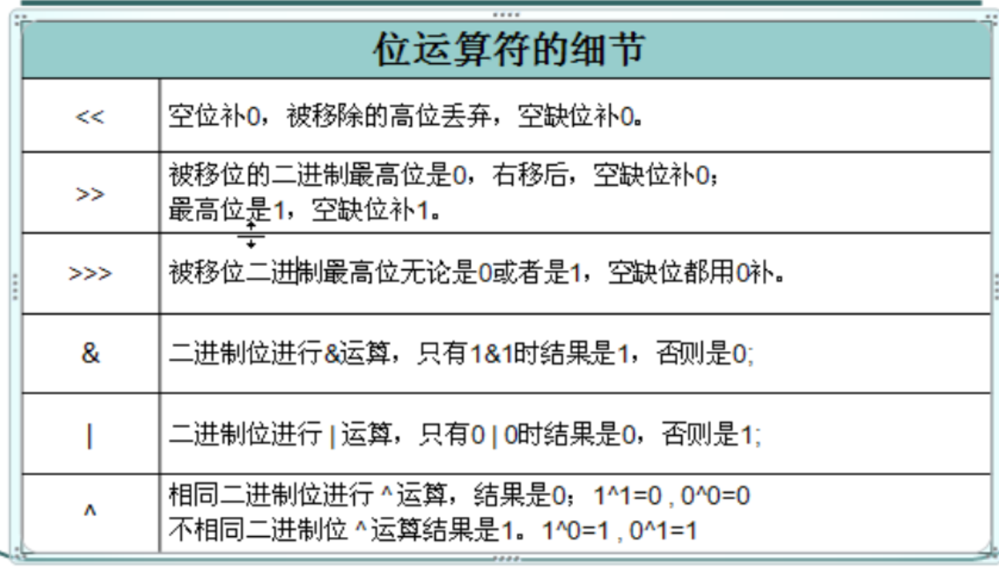 位运算符的细节
<<
空位补0，被移除的高位丢弃，空缺位补0。
>>
被移位的二进制最高位是0，右移后，空缺位补0；
最高位是1，空缺位补1。
>>>
被移位二进制最高位无论是0或者是1，空缺位都用0补。
&
二进制位进行&运算，只有1&1时结果是1，否则是0;
|
二进制位进行 | 运算，只有0 | 0时结果是0，否则是1;
^
相同二进制位进行 ^ 运算，结果是0；1^1=0 , 0^0=0
不相同二进制位 ^ 运算结果是1。1^0=1 , 0^1=1